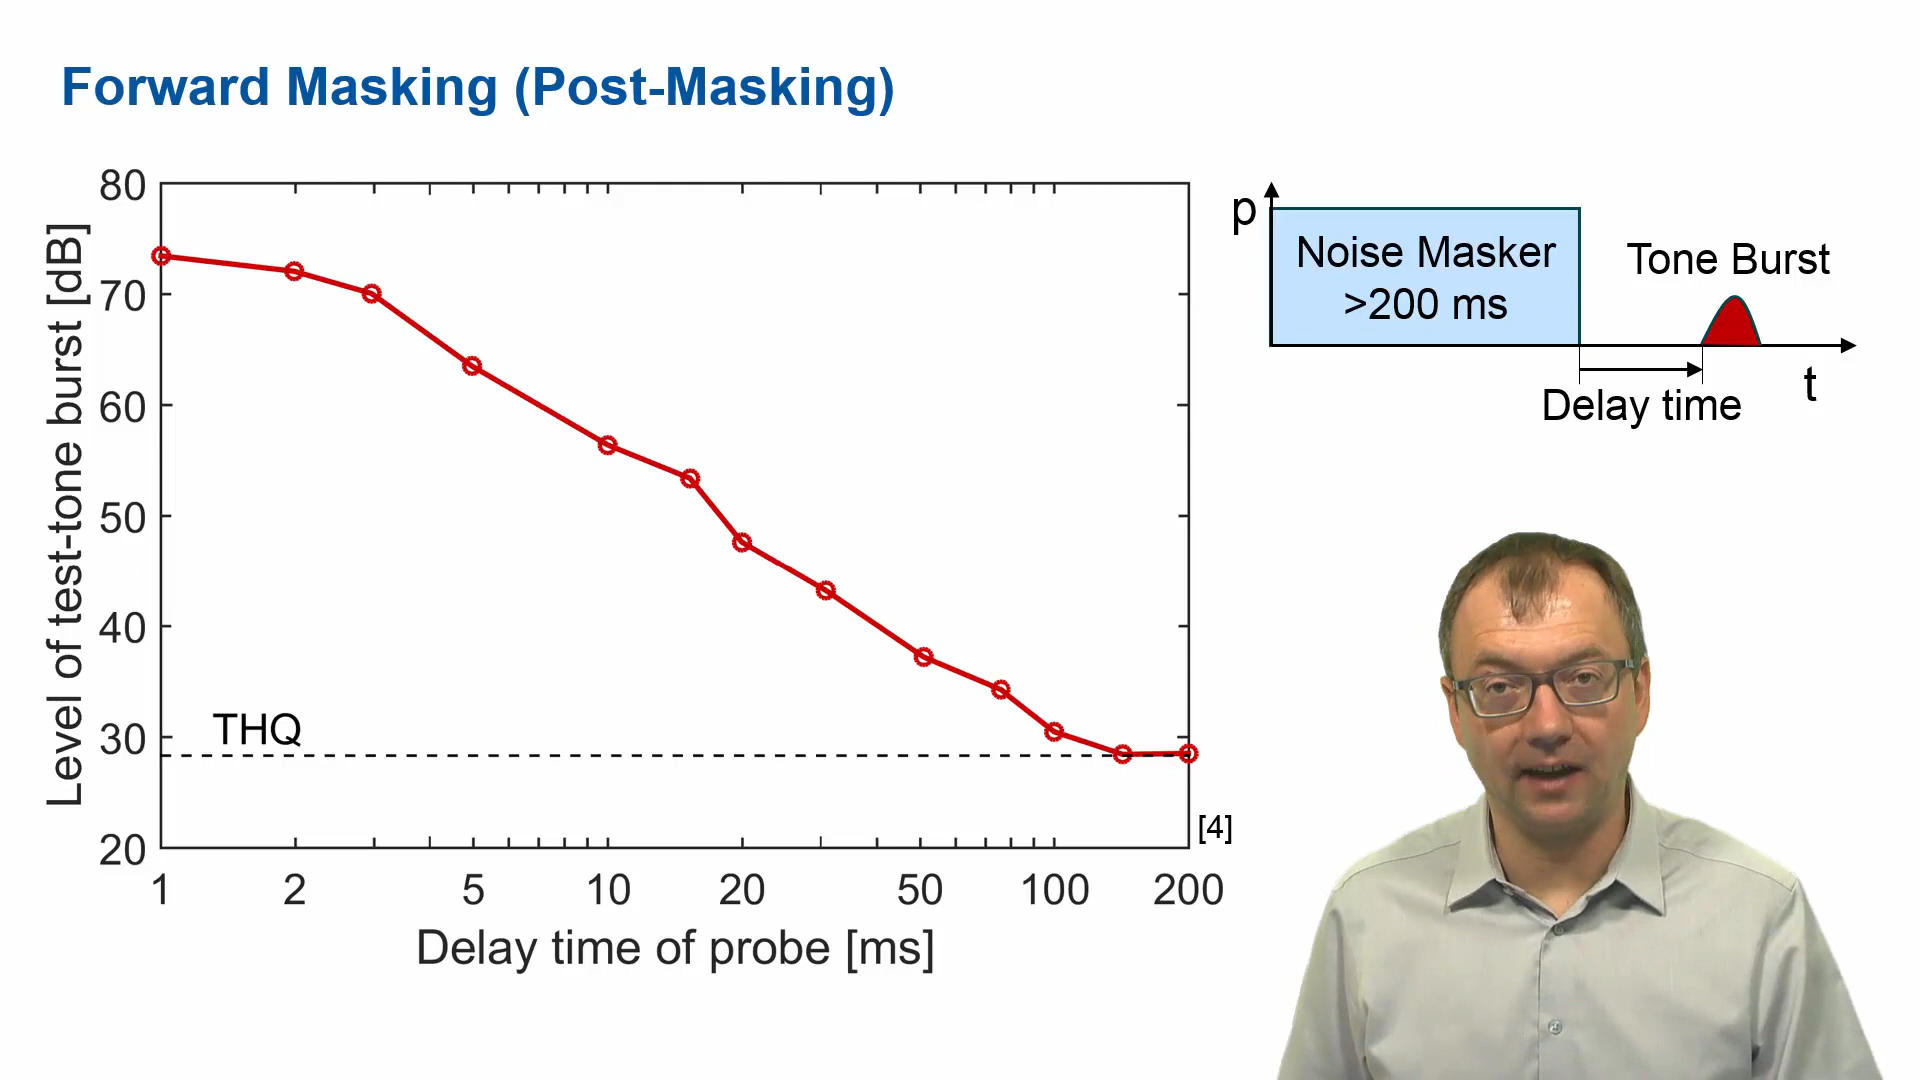 Forward Masking (Post-Masking)
Level of test-tone burst [dB]
80
70
60
50
40
30
20
THQ
1 2 5 10 20 50 100 200
Delay time of probe [ms]
[4]
p
Noise Masker
>200 ms
Tone Burst
Delay time
t